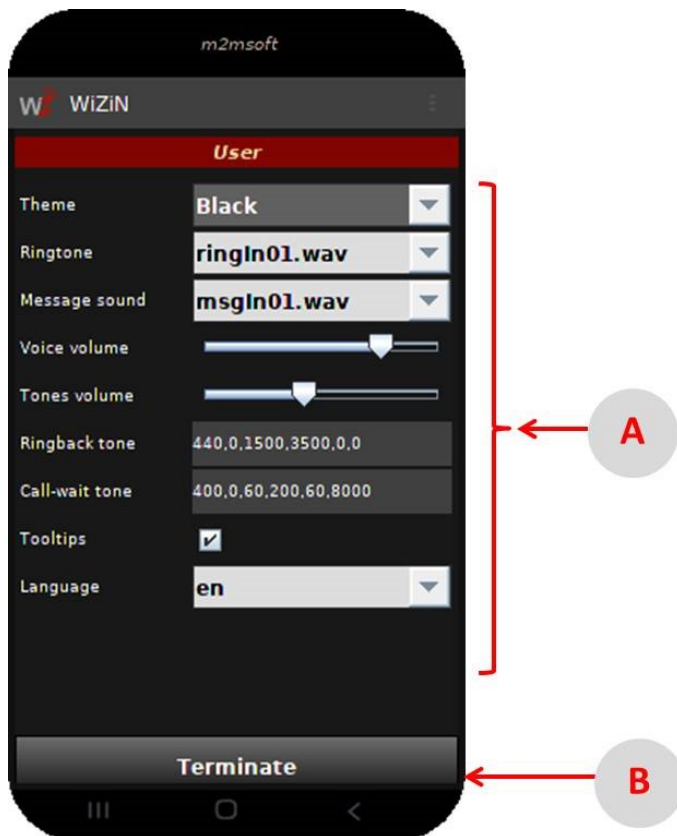 m2msoft
Wi WiZiN
User
Theme Black
Ringtone ringIn01.wav
Message sound msgIn01.wav
Voice volume
Tones volume
A
Ringback tone 440,0,1500,3500,0,0
Call-wait tone 400,0,60,200,60,8000
Tooltips
Language en
Terminate
B